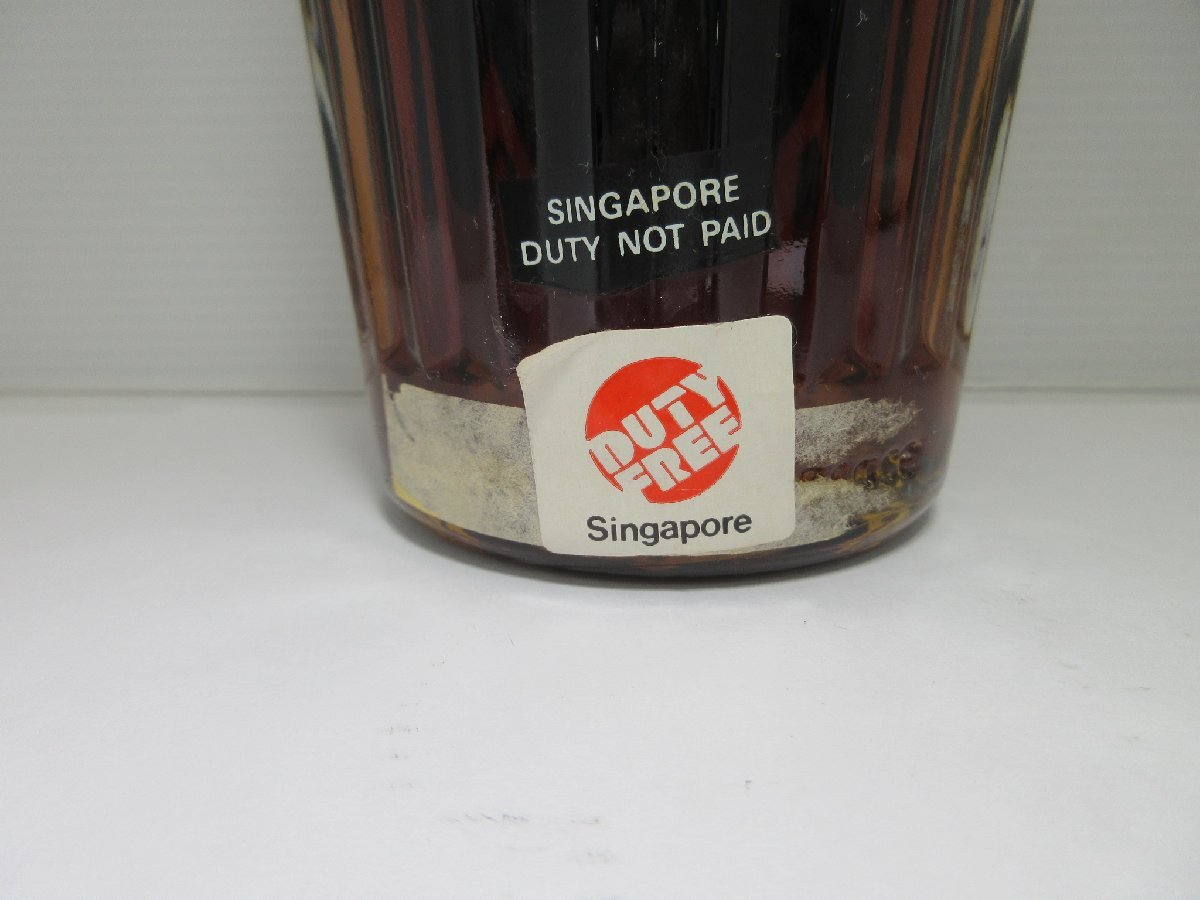 SINGAPORE
DUTY NOT PAID
DUTY
FREE
Singapore